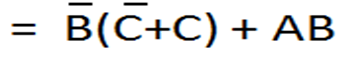 = B̅(C̅+C) + AB